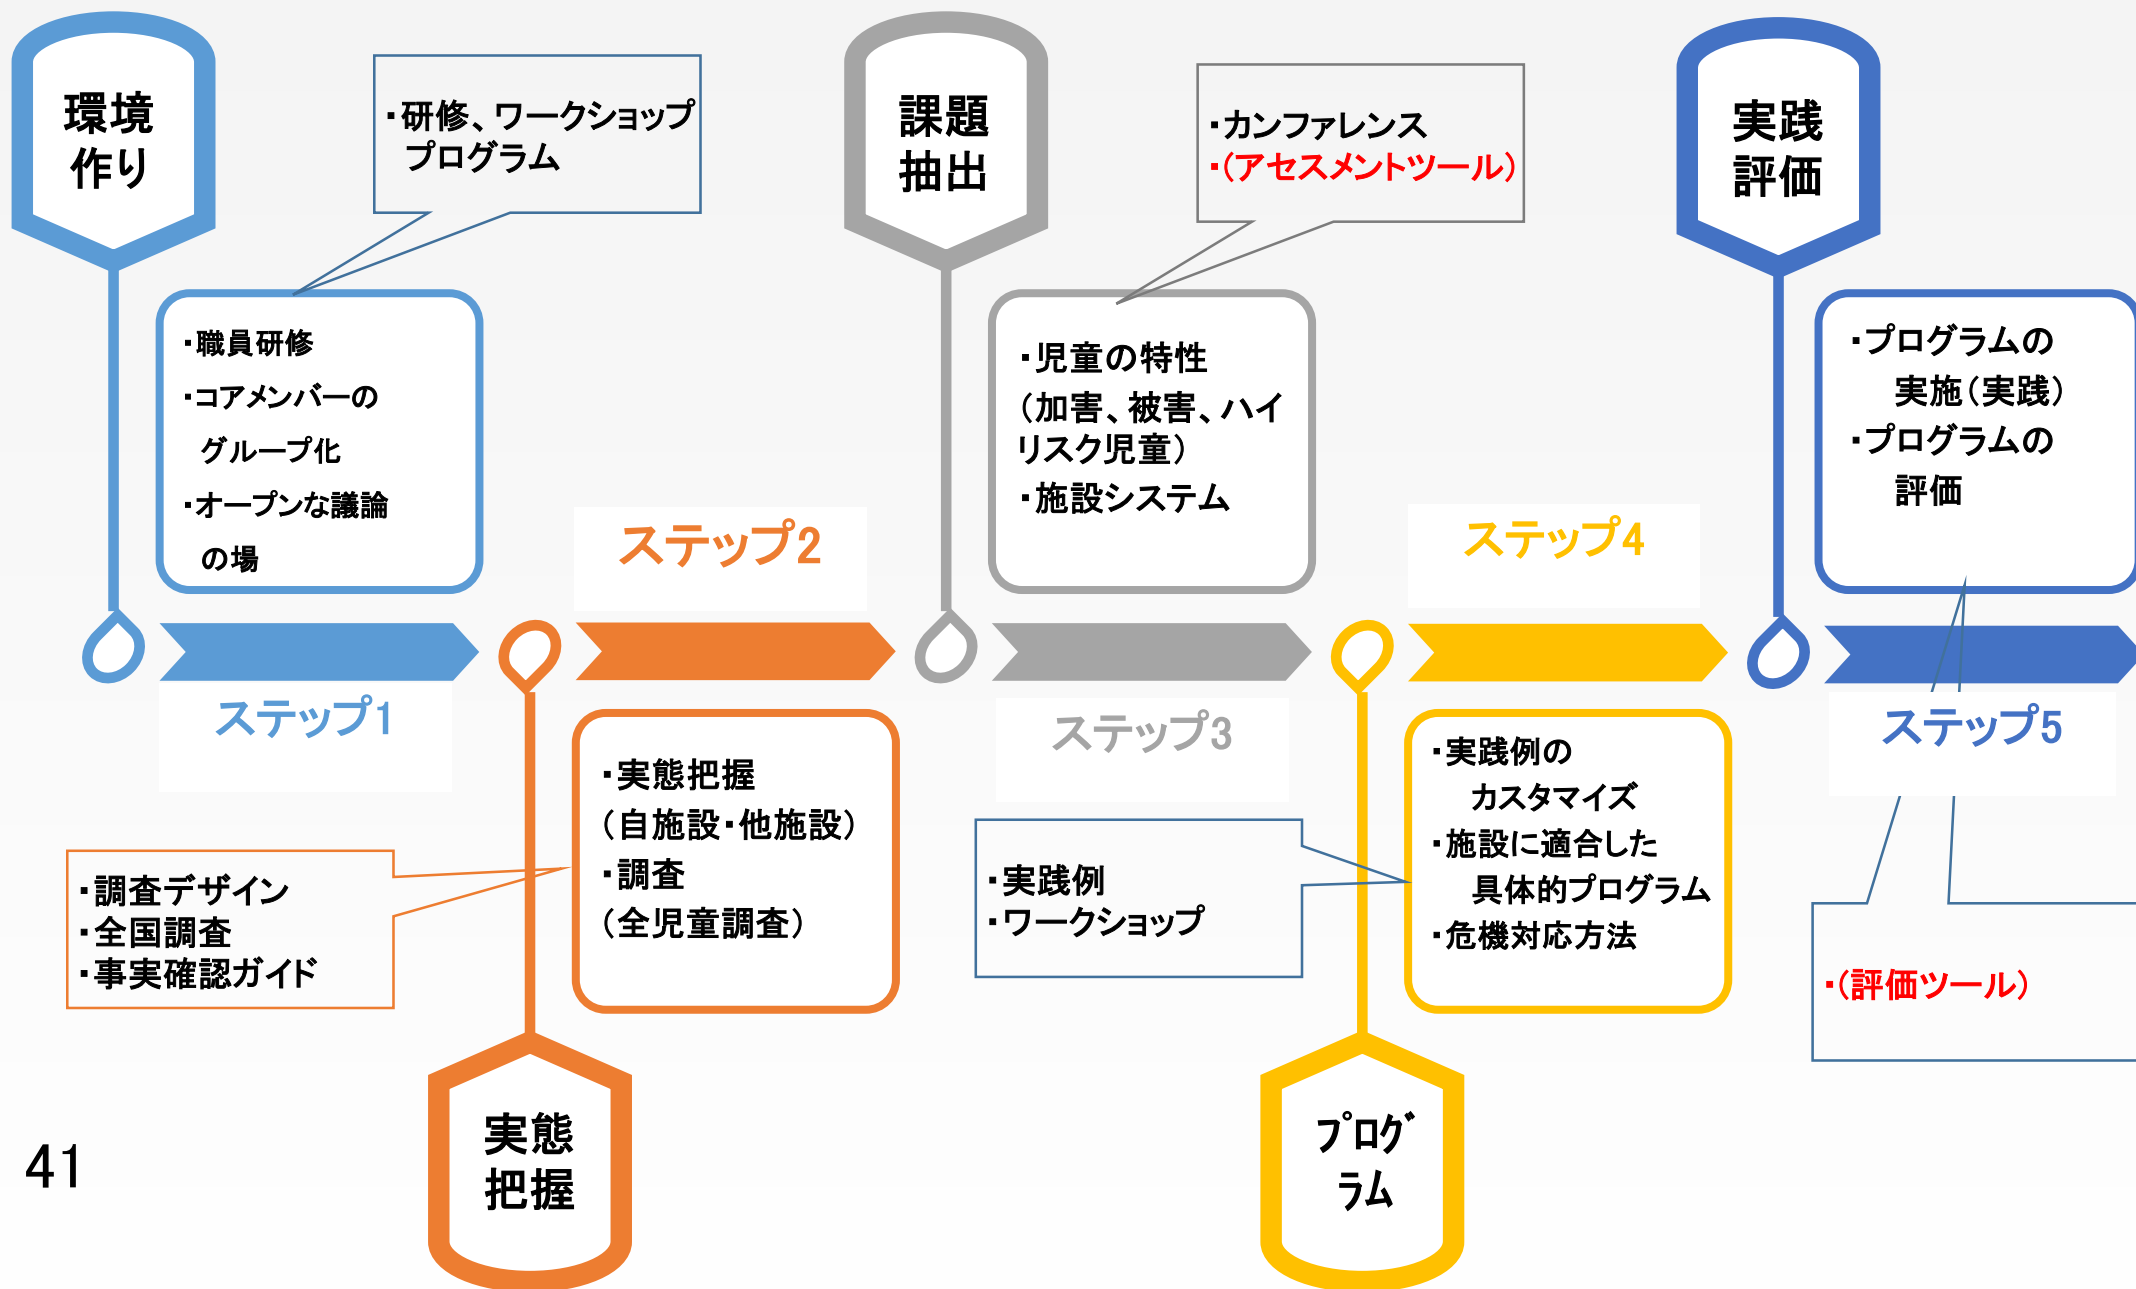 環境
作り
・研修、ワークショップ
プログラム
・職員研修
・コアメンバーの
グループ化
・オープンな議論
の場
ステップ1
ステップ2
・実態把握
(自施設・他施設)
・調査
(全児童調査)
・調査デザイン
・全国調査
・事実確認ガイド
実態
把握
課題
抽出
・カンファレンス
・(アセスメントツール)
・児童の特性
(加害、被害、ハイ
リスク児童)
・施設システム
ステップ3
ステップ4
・実践例の
カスタマイズ
・施設に適合した
具体的プログラム
・危機対応方法
・実践例
・ワークショップ
プログ
ラム
実践
評価
・プログラムの
実施(実践)
・プログラムの
評価
ステップ5
・(評価ツール)
41